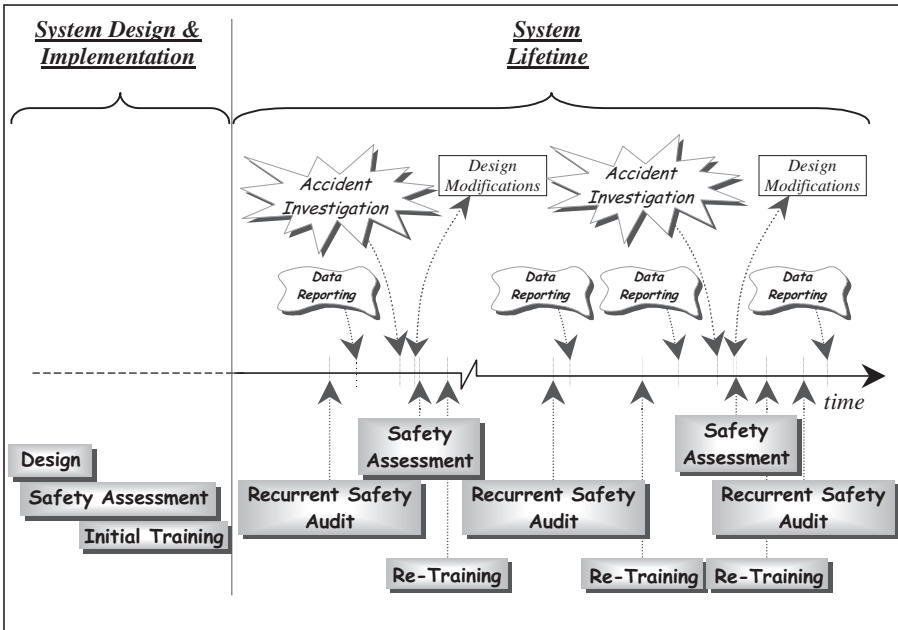 System Design &
Implementation
System
Lifetime
Accident
Investigation
Design
Modifications
Accident
Investigation
Design
Modifications
Data
Reporting
Data
Reporting
Data
Reporting
Data
Reporting
time
Design
Safety Assessment
Initial Training
Safety
Assessment
Recurrent Safety
Audit
Re-Training
Recurrent Safety
Audit
Re-Training
Safety
Assessment
Recurrent Safety
Audit
Re-Training